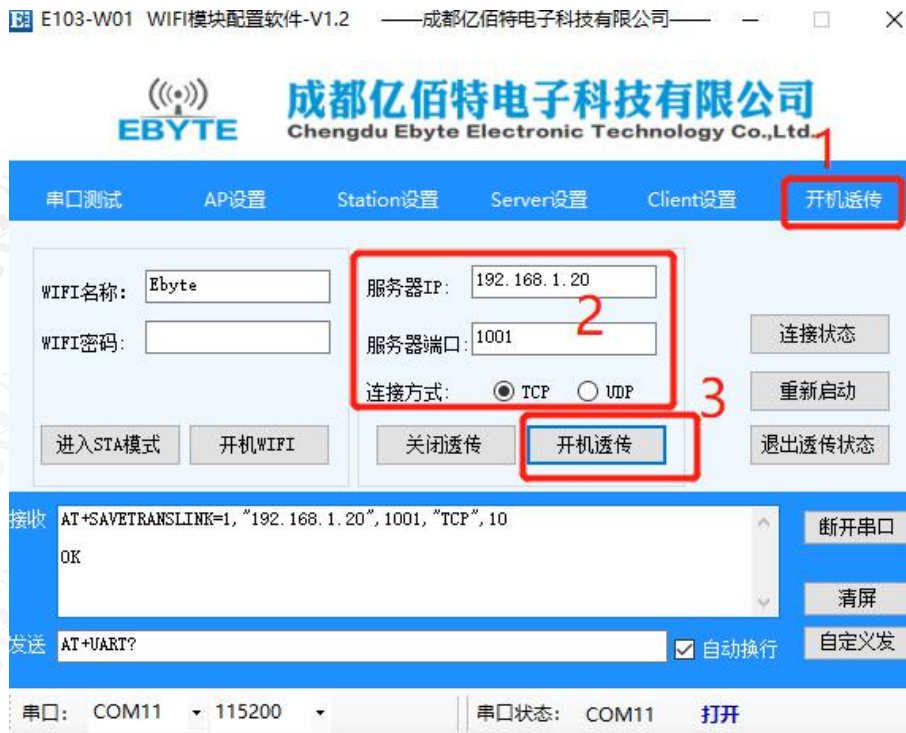 E103-W01 WIFI模块配置软件-V1.2 ——成都亿佰特电子科技有限公司——
EBYTE
成都亿佰特电子科技有限公司
Chengdu Ebyte Electronic Technology Co.,Ltd.
1
串口测试 AP设置 Station设置 Server设置 Client设置 开机透传
WIFI名称: Ebyte
WIFI密码:
服务器IP: 192.168.1.20
2
服务器端口: 1001
连接方式: TCP UDP
3
连接状态
重新启动
进入STA模式 开机WIFI 关闭透传 开机透传 退出透传状态
接收 AT+SAVETRANSLINK=1,"192.168.1.20",1001,"TCP",10
OK
断开串口
清屏
发送 AT+UART? 自动换行 自定义发
串口: COM11 115200 串口状态: COM11 打开